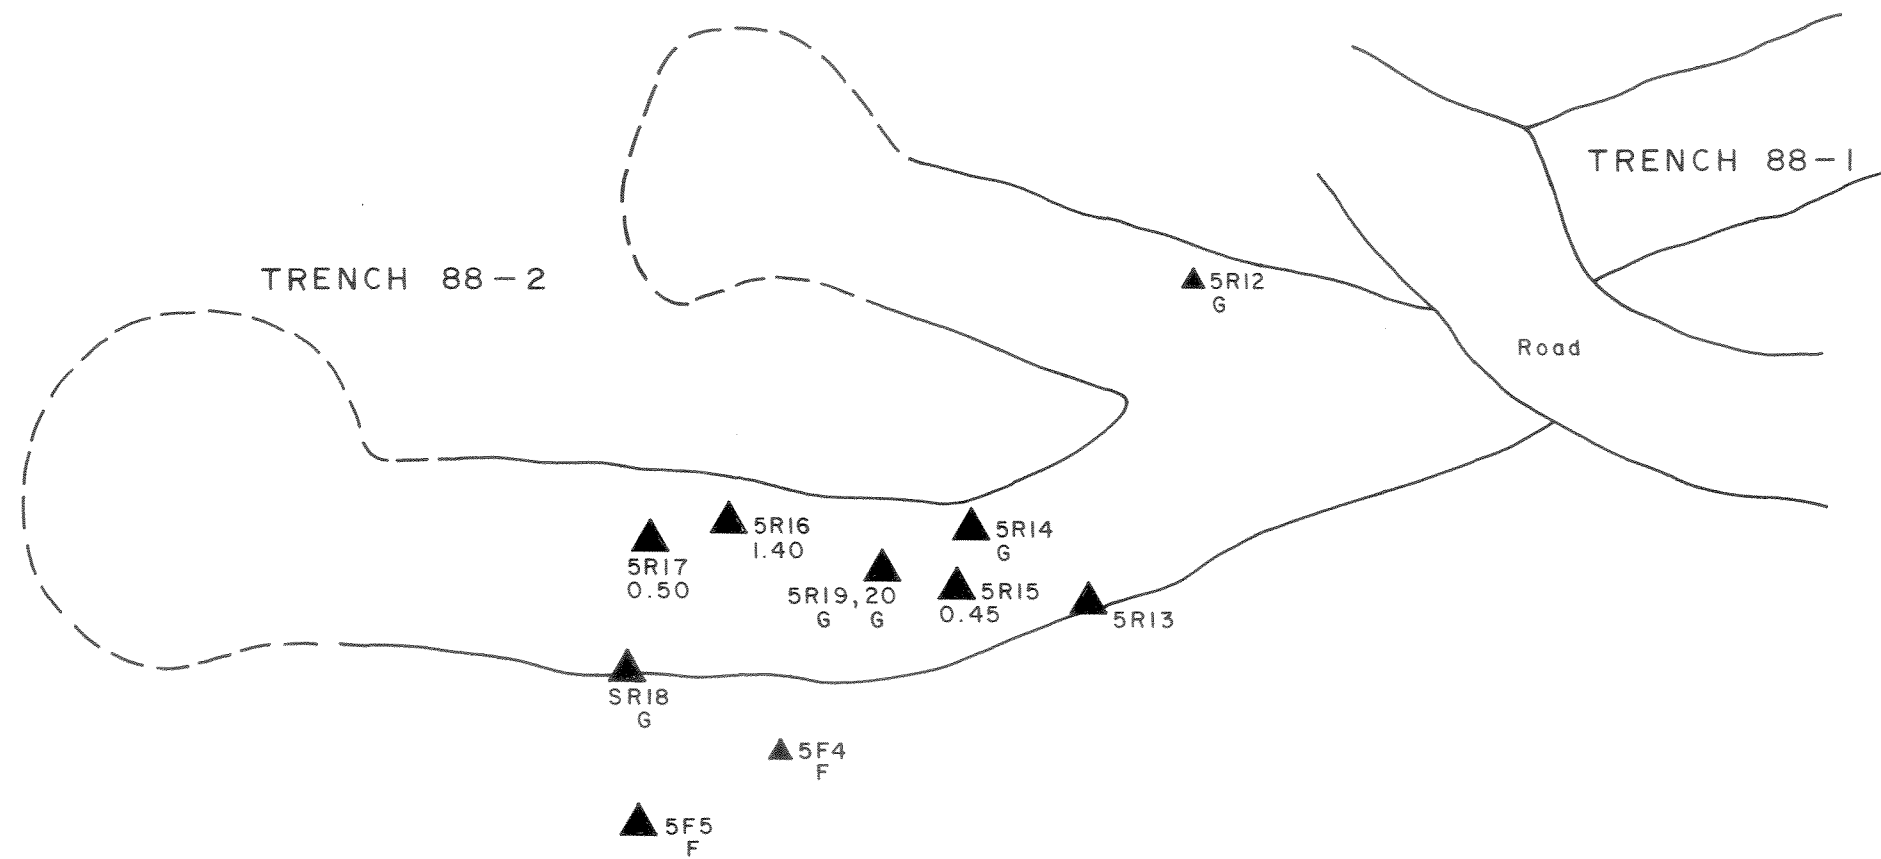 TRENCH 88-1
TRENCH 88-2
5R12
G
Road
5R16
1.40
5R14
G
5R17
0.50
5R19,20
G G
5R15
0.45
5R13
SR18
G
5F4
F
5F5
F